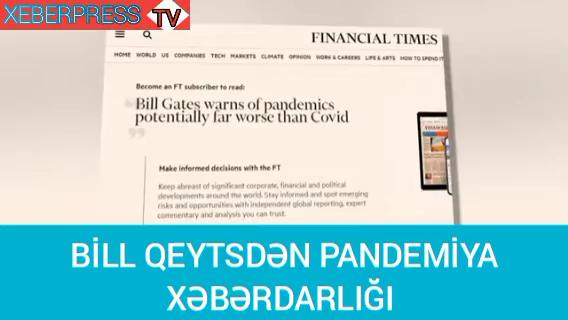 XEBERPRESS TV
FINANCIAL TIMES
HOME WORLD US COMPANIES TECH MARKETS CLIMATE OPINION WORK & CAREERS LIFE & ARTS HOW TO SPEND IT
Become an FT subscriber to read:
Bill Gates warns of pandemics
potentially far worse than Covid
Make informed decisions with the FT
Keep abreast of significant corporate, financial and political
developments around the world. Stay informed and spot emerging
risks and opportunities with independent global reporting, expert
commentary and analysis you can trust.
BİLL QEYTSDƏN PANDEMİYA
XƏBƏRDARLIĞI